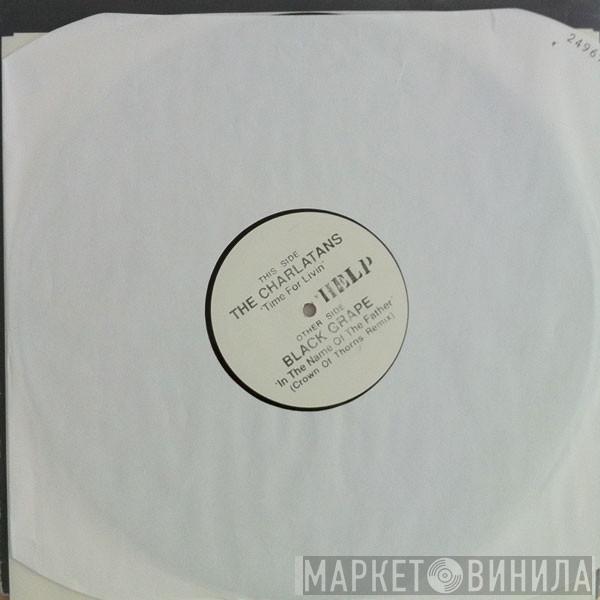 2496
THIS SIDE
THE CHARLATANS
'Time For Livin'
HELP
OTHER SIDE
BLACK GRAPE
'In The Name Of The Father'
(Crown Of Thorns Remix)
МАРКЕТ ВИНИЛА